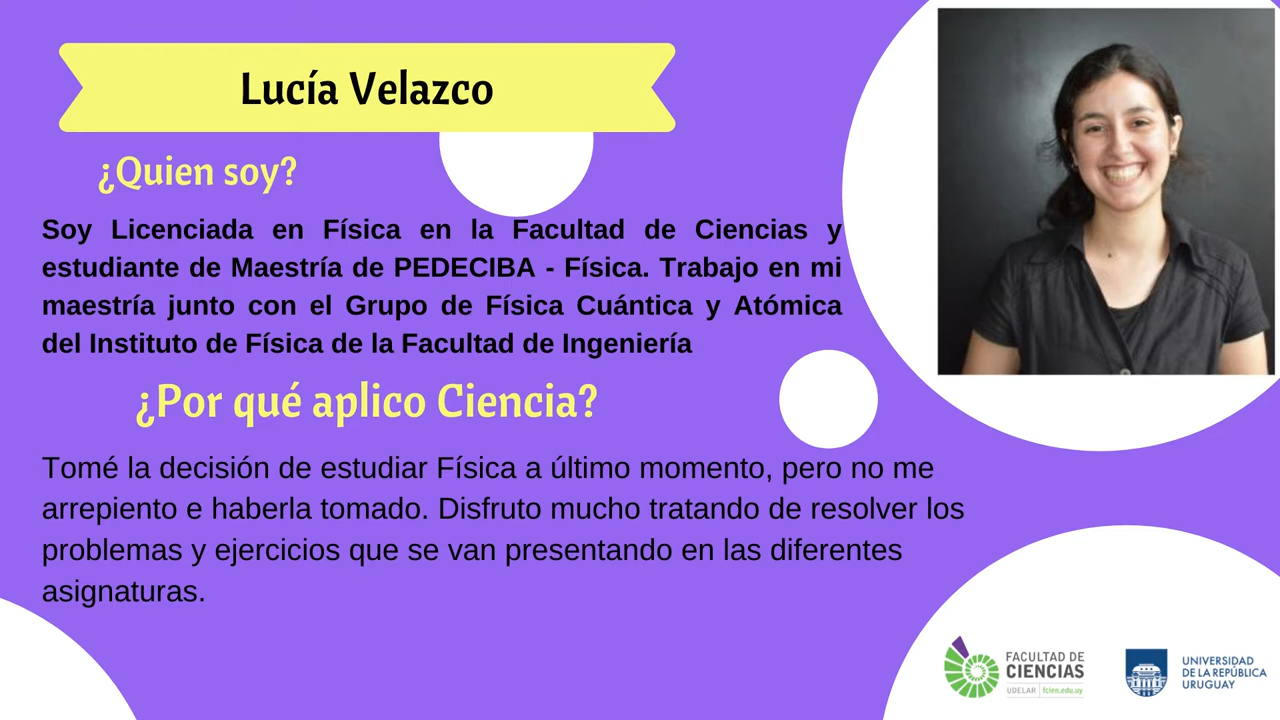 Lucía Velazco
¿Quien soy?
Soy Licenciada en Física en la Facultad de Ciencias y
estudiante de Maestría de PEDECIBA - Física. Trabajo en mi
maestría junto con el Grupo de Física Cuántica y Atómica
del Instituto de Física de la Facultad de Ingeniería
¿Por qué aplico Ciencia?
Tomé la decisión de estudiar Física a último momento, pero no me
arrepiento e haberla tomado. Disfruto mucho tratando de resolver los
problemas y ejercicios que se van presentando en las diferentes
asignaturas.
FACULTAD DE
CIENCIAS
UDELAR | fcien.edu.uy
UNIVERSIDAD
DE LA REPÚBLICA
URUGUAY